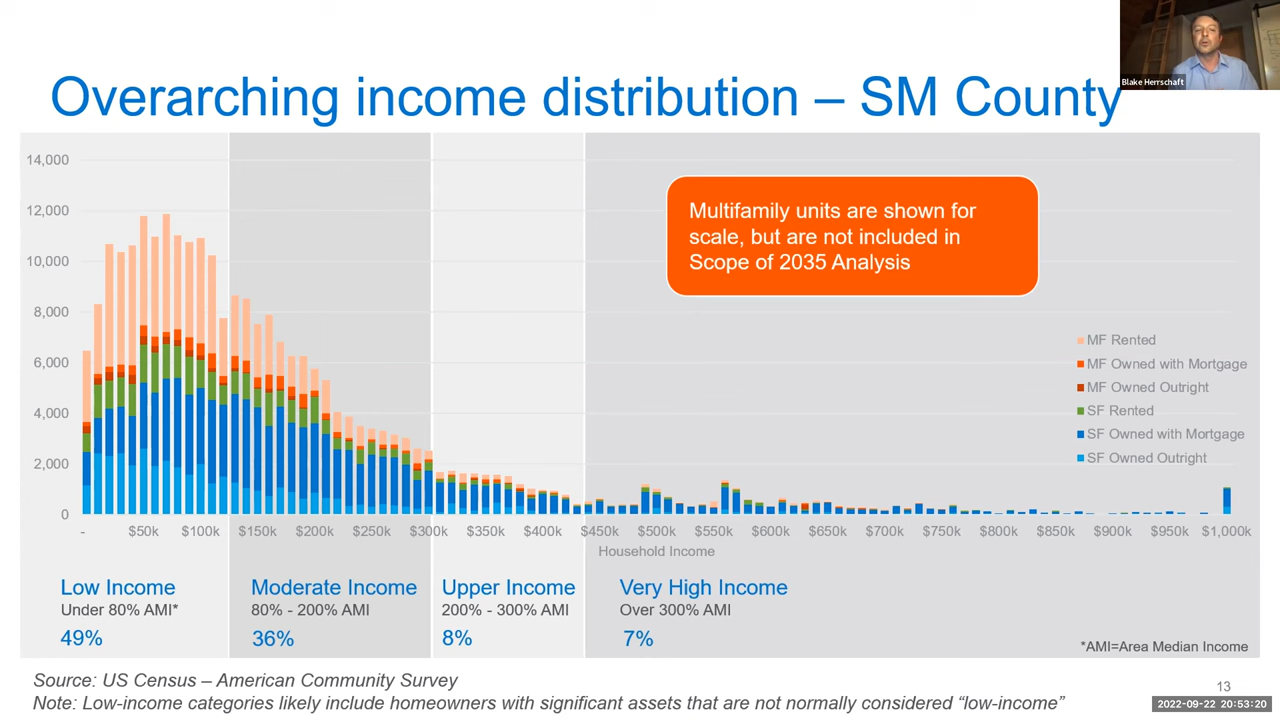 Blake Herrschaft
Overarching income distribution – SM County
14,000
12,000
10,000
8,000
6,000
4,000
2,000
0
Multifamily units are shown for
scale, but are not included in
Scope of 2035 Analysis
MF Rented
MF Owned with Mortgage
MF Owned Outright
SF Rented
SF Owned with Mortgage
SF Owned Outright
- $50k $100k $150k $200k $250k $300k $350k $400k $450k $500k $550k $600k $650k $700k $750k $800k $850k $900k $950k $1,000k
Household Income
Low Income Moderate Income Upper Income Very High Income
Under 80% AMI* 80% - 200% AMI 200% - 300% AMI Over 300% AMI
49% 36% 8% 7%
*AMI=Area Median Income
Source: US Census – American Community Survey
13
Note: Low-income categories likely include homeowners with significant assets that are not normally considered “low-income”
2022-09-22 20:53:20